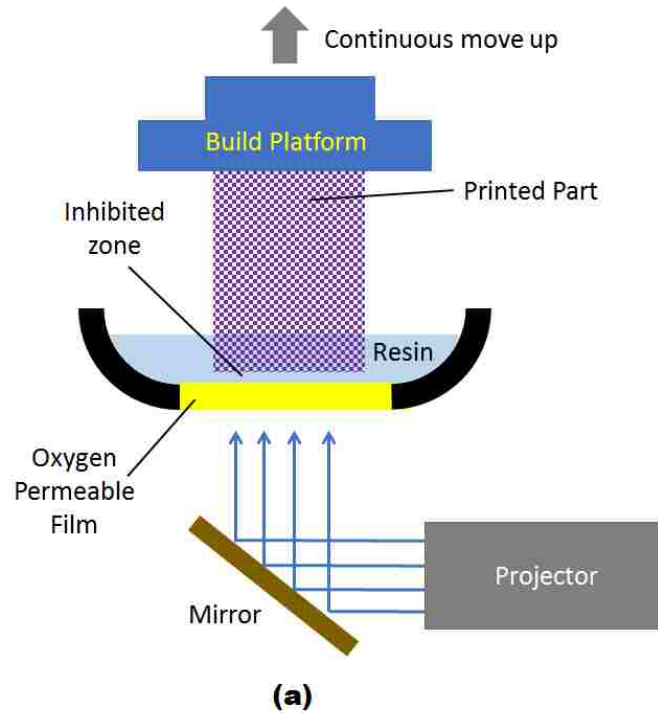 Continuous move up
Build Platform
Printed Part
Inhibited
zone
Resin
Oxygen
Permeable
Film
Projector
Mirror
(a)